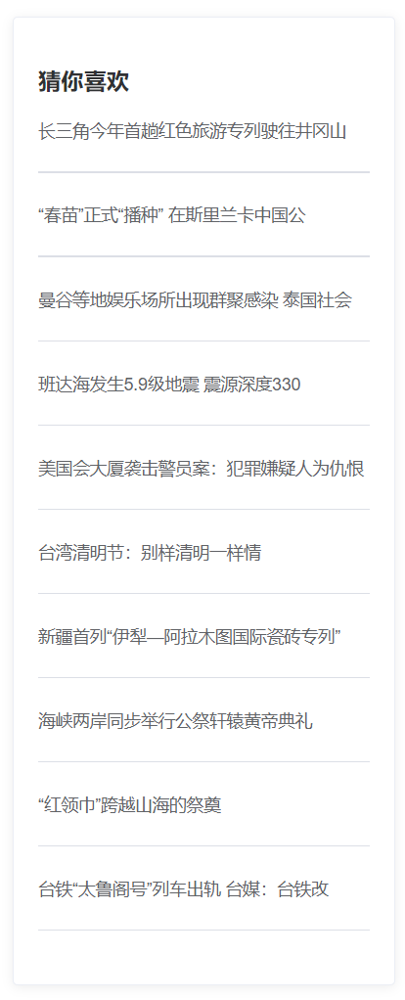 猜你喜欢
长三角今年首趟红色旅游专列驶往井冈山
“春苗”正式“播种” 在斯里兰卡中国公
曼谷等地娱乐场所出现群聚感染 泰国社会
班达海发生5.9级地震 震源深度330
美国会大厦袭击警员案：犯罪嫌疑人为仇恨
台湾清明节：别样清明一样情
新疆首列“伊犁—阿拉木图国际瓷砖专列”
海峡两岸同步举行公祭轩辕黄帝典礼
“红领巾”跨越山海的祭奠
台铁“太鲁阁号”列车出轨 台媒：台铁改